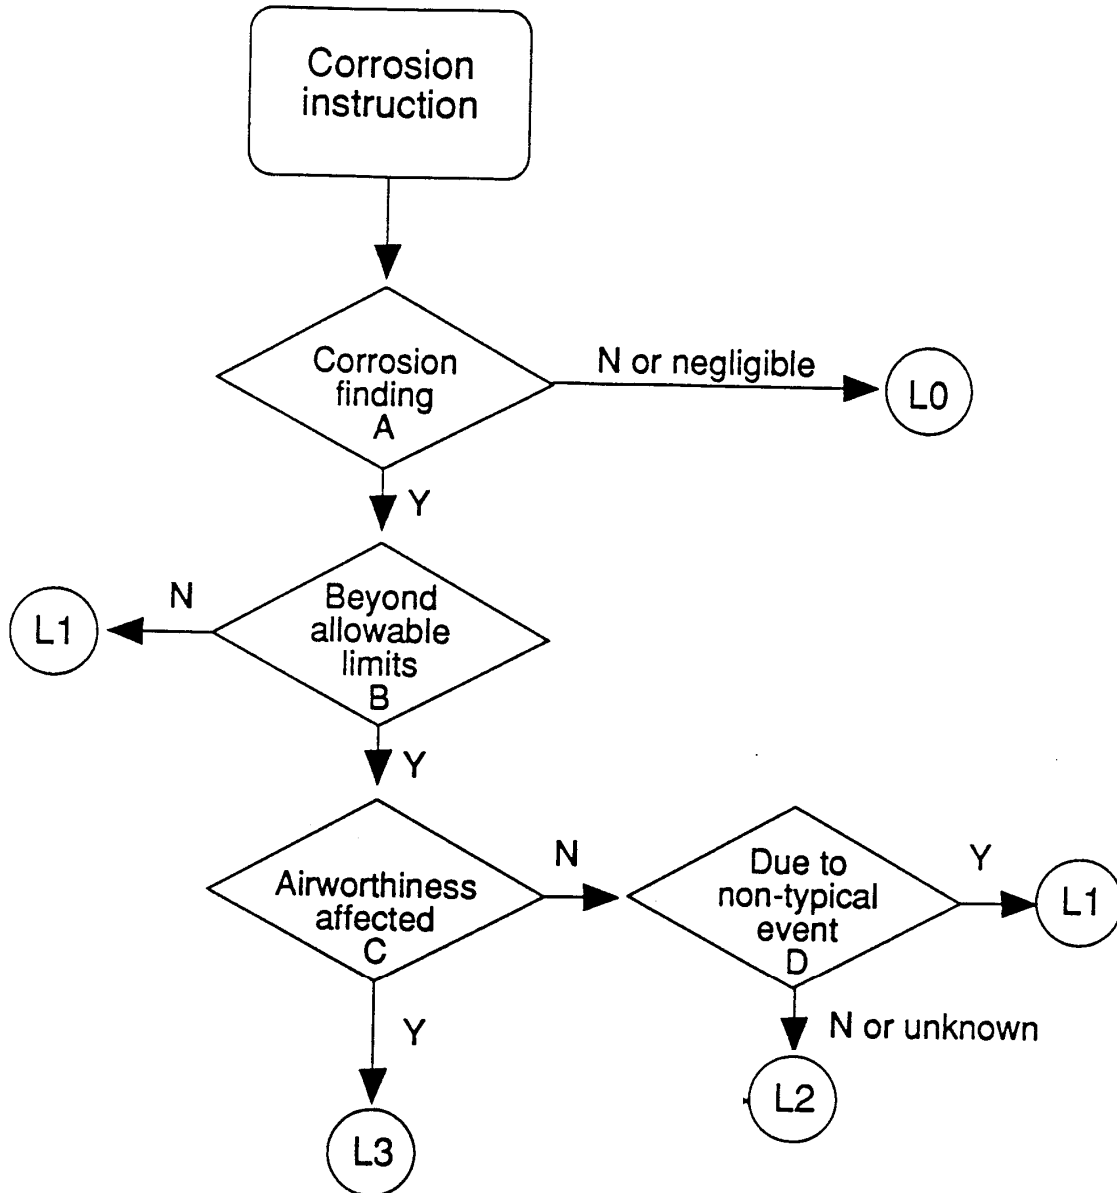 Corrosion
instruction
Corrosion
finding
A
N or negligible
L0
Y
Beyond
allowable
limits
B
N
L1
Y
Airworthiness
affected
C
N
Due to
non-typical
event
D
Y
L1
Y
N or unknown
L2
L3